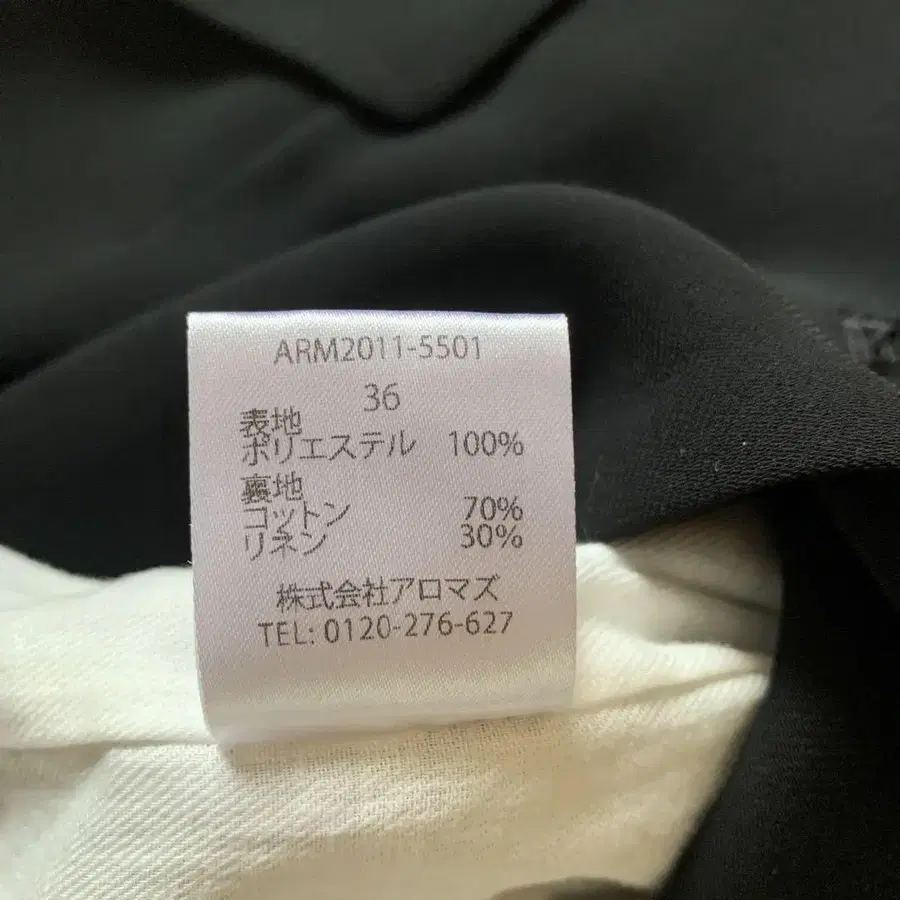 ARM2011-5501
36
表地
ポリエステル 100%
裏地
コットン 70%
リネン 30%
株式会社アロマズ
TEL: 0120-276-627